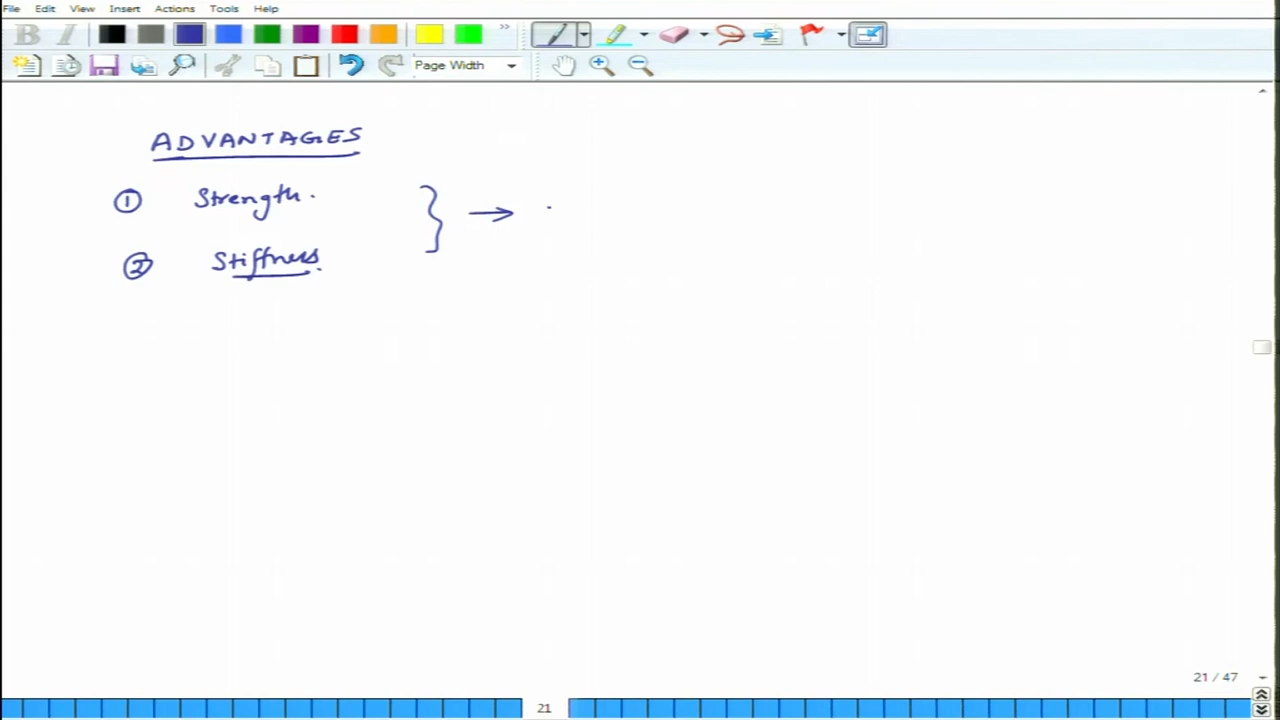 File Edit View Insert Actions Tools Help
B I
Page Width
ADVANTAGES
① Strength.
② Stiffness.
21 / 47
21